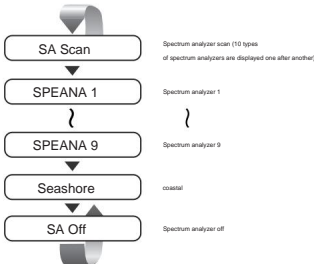 SA Scan
Spectrum analyzer scan (10 types
of spectrum analyzers are displayed one after another)
SPEANA 1
Spectrum analyzer 1
SPEANA 9
Spectrum analyzer 9
Seashore
coastal
SA Off
Spectrum analyzer off